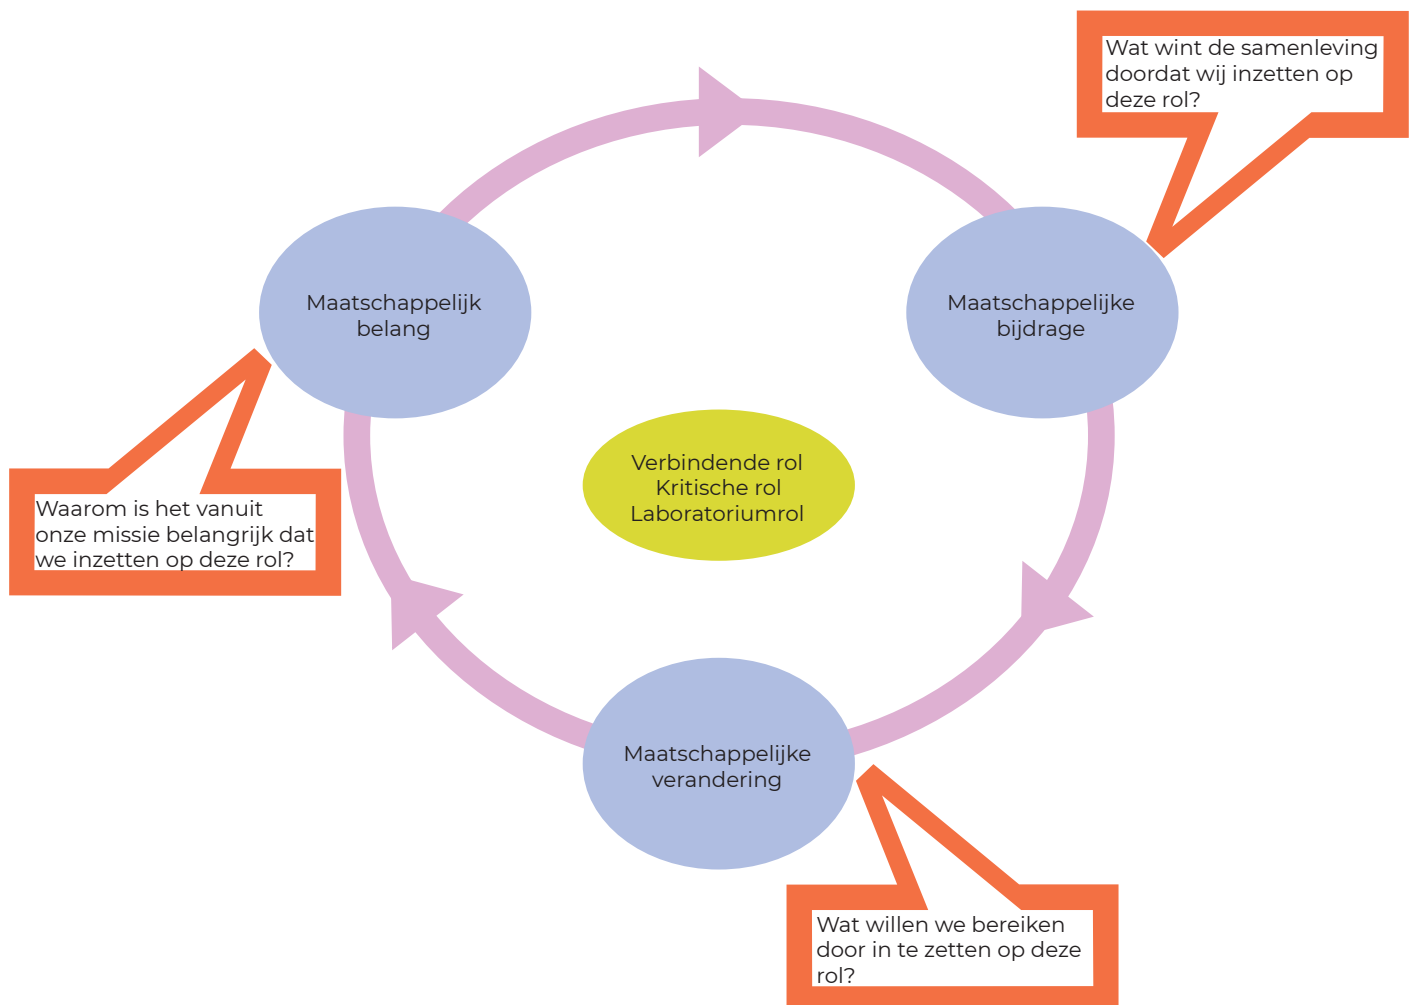 Wat wint de samenleving
doordat wij inzetten op
deze rol?
Maatschappelijk
belang
Maatschappelijke
bijdrage
Verbindende rol
Kritische rol
Laboratoriumrol
Waarom is het vanuit
onze missie belangrijk dat
we inzetten op deze rol?
Maatschappelijke
verandering
Wat willen we bereiken
door in te zetten op deze
rol?